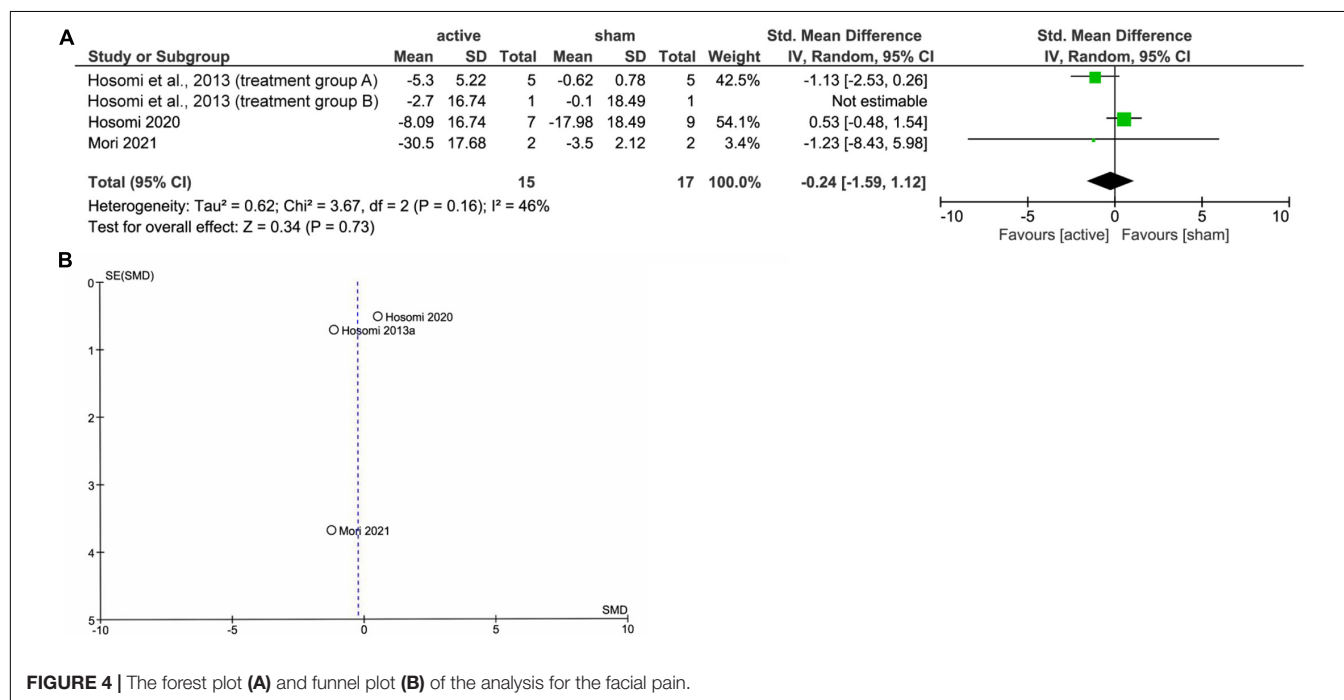 A
active sham Std. Mean Difference Std. Mean Difference
Study or Subgroup Mean SD Total Mean SD Total Weight IV, Random, 95% CI IV, Random, 95% CI
Hosomi et al., 2013 (treatment group A) -5.3 5.22 5 -0.62 0.78 5 42.5% -1.13 [-2.53, 0.26]
Hosomi et al., 2013 (treatment group B) -2.7 16.74 1 -0.1 18.49 1 Not estimable
Hosomi 2020 -8.09 16.74 7 -17.98 18.49 9 54.1% 0.53 [-0.48, 1.54]
Mori 2021 -30.5 17.68 2 -3.5 2.12 2 3.4% -1.23 [-8.43, 5.98]
Total (95% CI) 15 17 100.0% -0.24 [-1.59, 1.12]
Heterogeneity: Tau² = 0.62; Chi² = 3.67, df = 2 (P = 0.16); I² = 46%
Test for overall effect: Z = 0.34 (P = 0.73)
-10 -5 0 5 10
Favours [active] Favours [sham]
B
SE(SMD)
0
Hosomi 2020
Hosomi 2013a
1
2
3
Mori 2021
4
SMD
5
-10 -5 0 5 10
FIGURE 4 | The forest plot (A) and funnel plot (B) of the analysis for the facial pain.